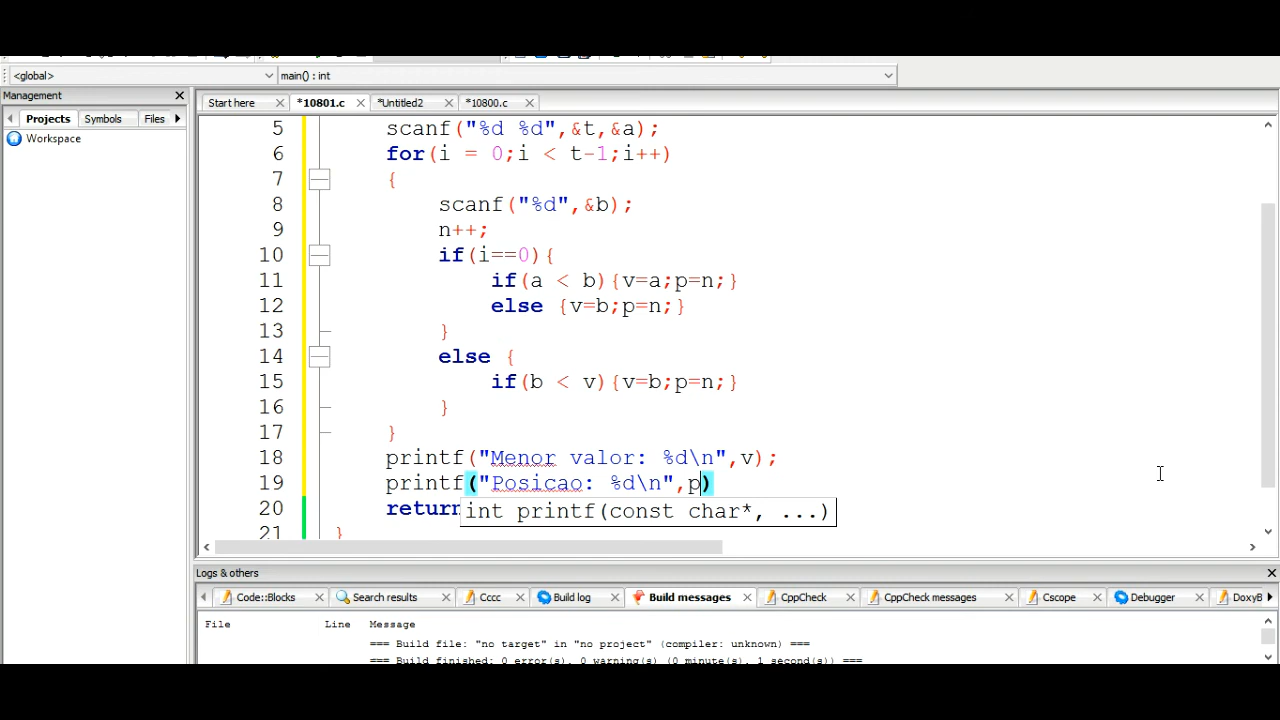 <global> main() : int
Management
Start here *10801.c *Untitled2 *10800.c
Projects Symbols Files
Workspace
5 scanf("%d %d",&t,&a);
6 for(i = 0;i < t-1;i++)
7 {
8 scanf("%d",&b);
9 n++;
10 if(i==0){
11 if(a < b){v=a;p=n;}
12 else {v=b;p=n;}
13 }
14 else {
15 if(b < v){v=b;p=n;}
16 }
17 }
18 printf("Menor valor: %d\n",v);
19 printf("Posicao: %d\n",p)
20 return
int printf(const char*, ...)
21 }
Logs & others
Code::Blocks Search results Cccc Build log Build messages CppCheck CppCheck messages Cscope Debugger DoxyB
File Line Message
=== Build file: "no target" in "no project" (compiler: unknown) ===
=== Build finished: 0 error(s), 0 warning(s) (0 minute(s), 1 second(s)) ===